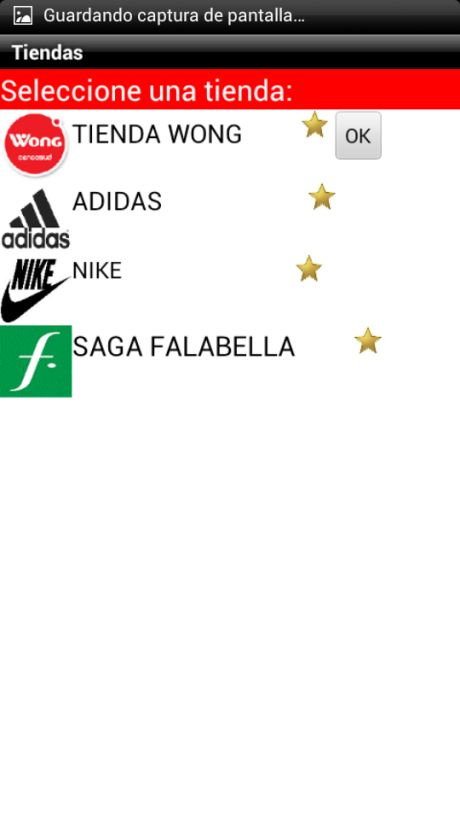 Guardando captura de pantalla...
Tiendas
Seleccione una tienda:
Wong
cencosud
TIENDA WONG
OK
adidas
ADIDAS
NIKE
NIKE
f.
SAGA FALABELLA